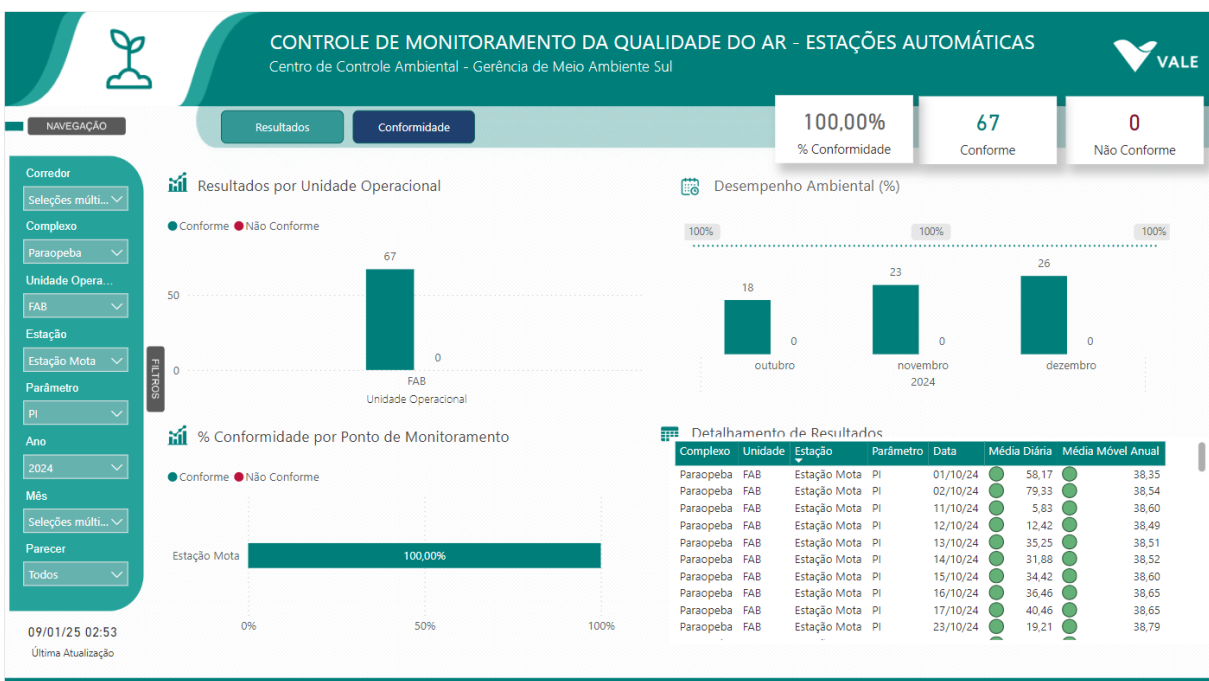 CONTROLE DE MONITORAMENTO DA QUALIDADE DO AR - ESTAÇÕES AUTOMÁTICAS
Centro de Controle Ambiental - Gerência de Meio Ambiente Sul
VALE
NAVEGAÇÃO
Resultados
Conformidade
100,00%
% Conformidade
67
Conforme
0
Não Conforme
Corredor
Seleções múlti...
Complexo
Paraopeba
Unidade Opera...
FAB
Estação
Estação Mota
Parâmetro
PI
Ano
2024
Mês
Seleções múlti...
Parecer
Todos
09/01/25 02:53
Última Atualização
FILTROS
Resultados por Unidade Operacional
Conforme Não Conforme
67
50
0
0
FAB
Unidade Operacional
Desempenho Ambiental (%)
100% 100% 100%
18 0 23 0 26 0
outubro novembro dezembro
2024
% Conformidade por Ponto de Monitoramento
Conforme Não Conforme
Estação Mota 100,00%
0% 50% 100%
Detalhamento de Resultados
Complexo Unidade Estação Parâmetro Data Média Diária Média Móvel Anual
Paraopeba FAB Estação Mota PI 01/10/24 58,17 38,35
Paraopeba FAB Estação Mota PI 02/10/24 79,33 38,54
Paraopeba FAB Estação Mota PI 11/10/24 5,83 38,60
Paraopeba FAB Estação Mota PI 12/10/24 12,42 38,49
Paraopeba FAB Estação Mota PI 13/10/24 35,25 38,51
Paraopeba FAB Estação Mota PI 14/10/24 31,88 38,52
Paraopeba FAB Estação Mota PI 15/10/24 34,42 38,60
Paraopeba FAB Estação Mota PI 16/10/24 36,46 38,65
Paraopeba FAB Estação Mota PI 17/10/24 40,46 38,65
Paraopeba FAB Estação Mota PI 23/10/24 19,21 38,79